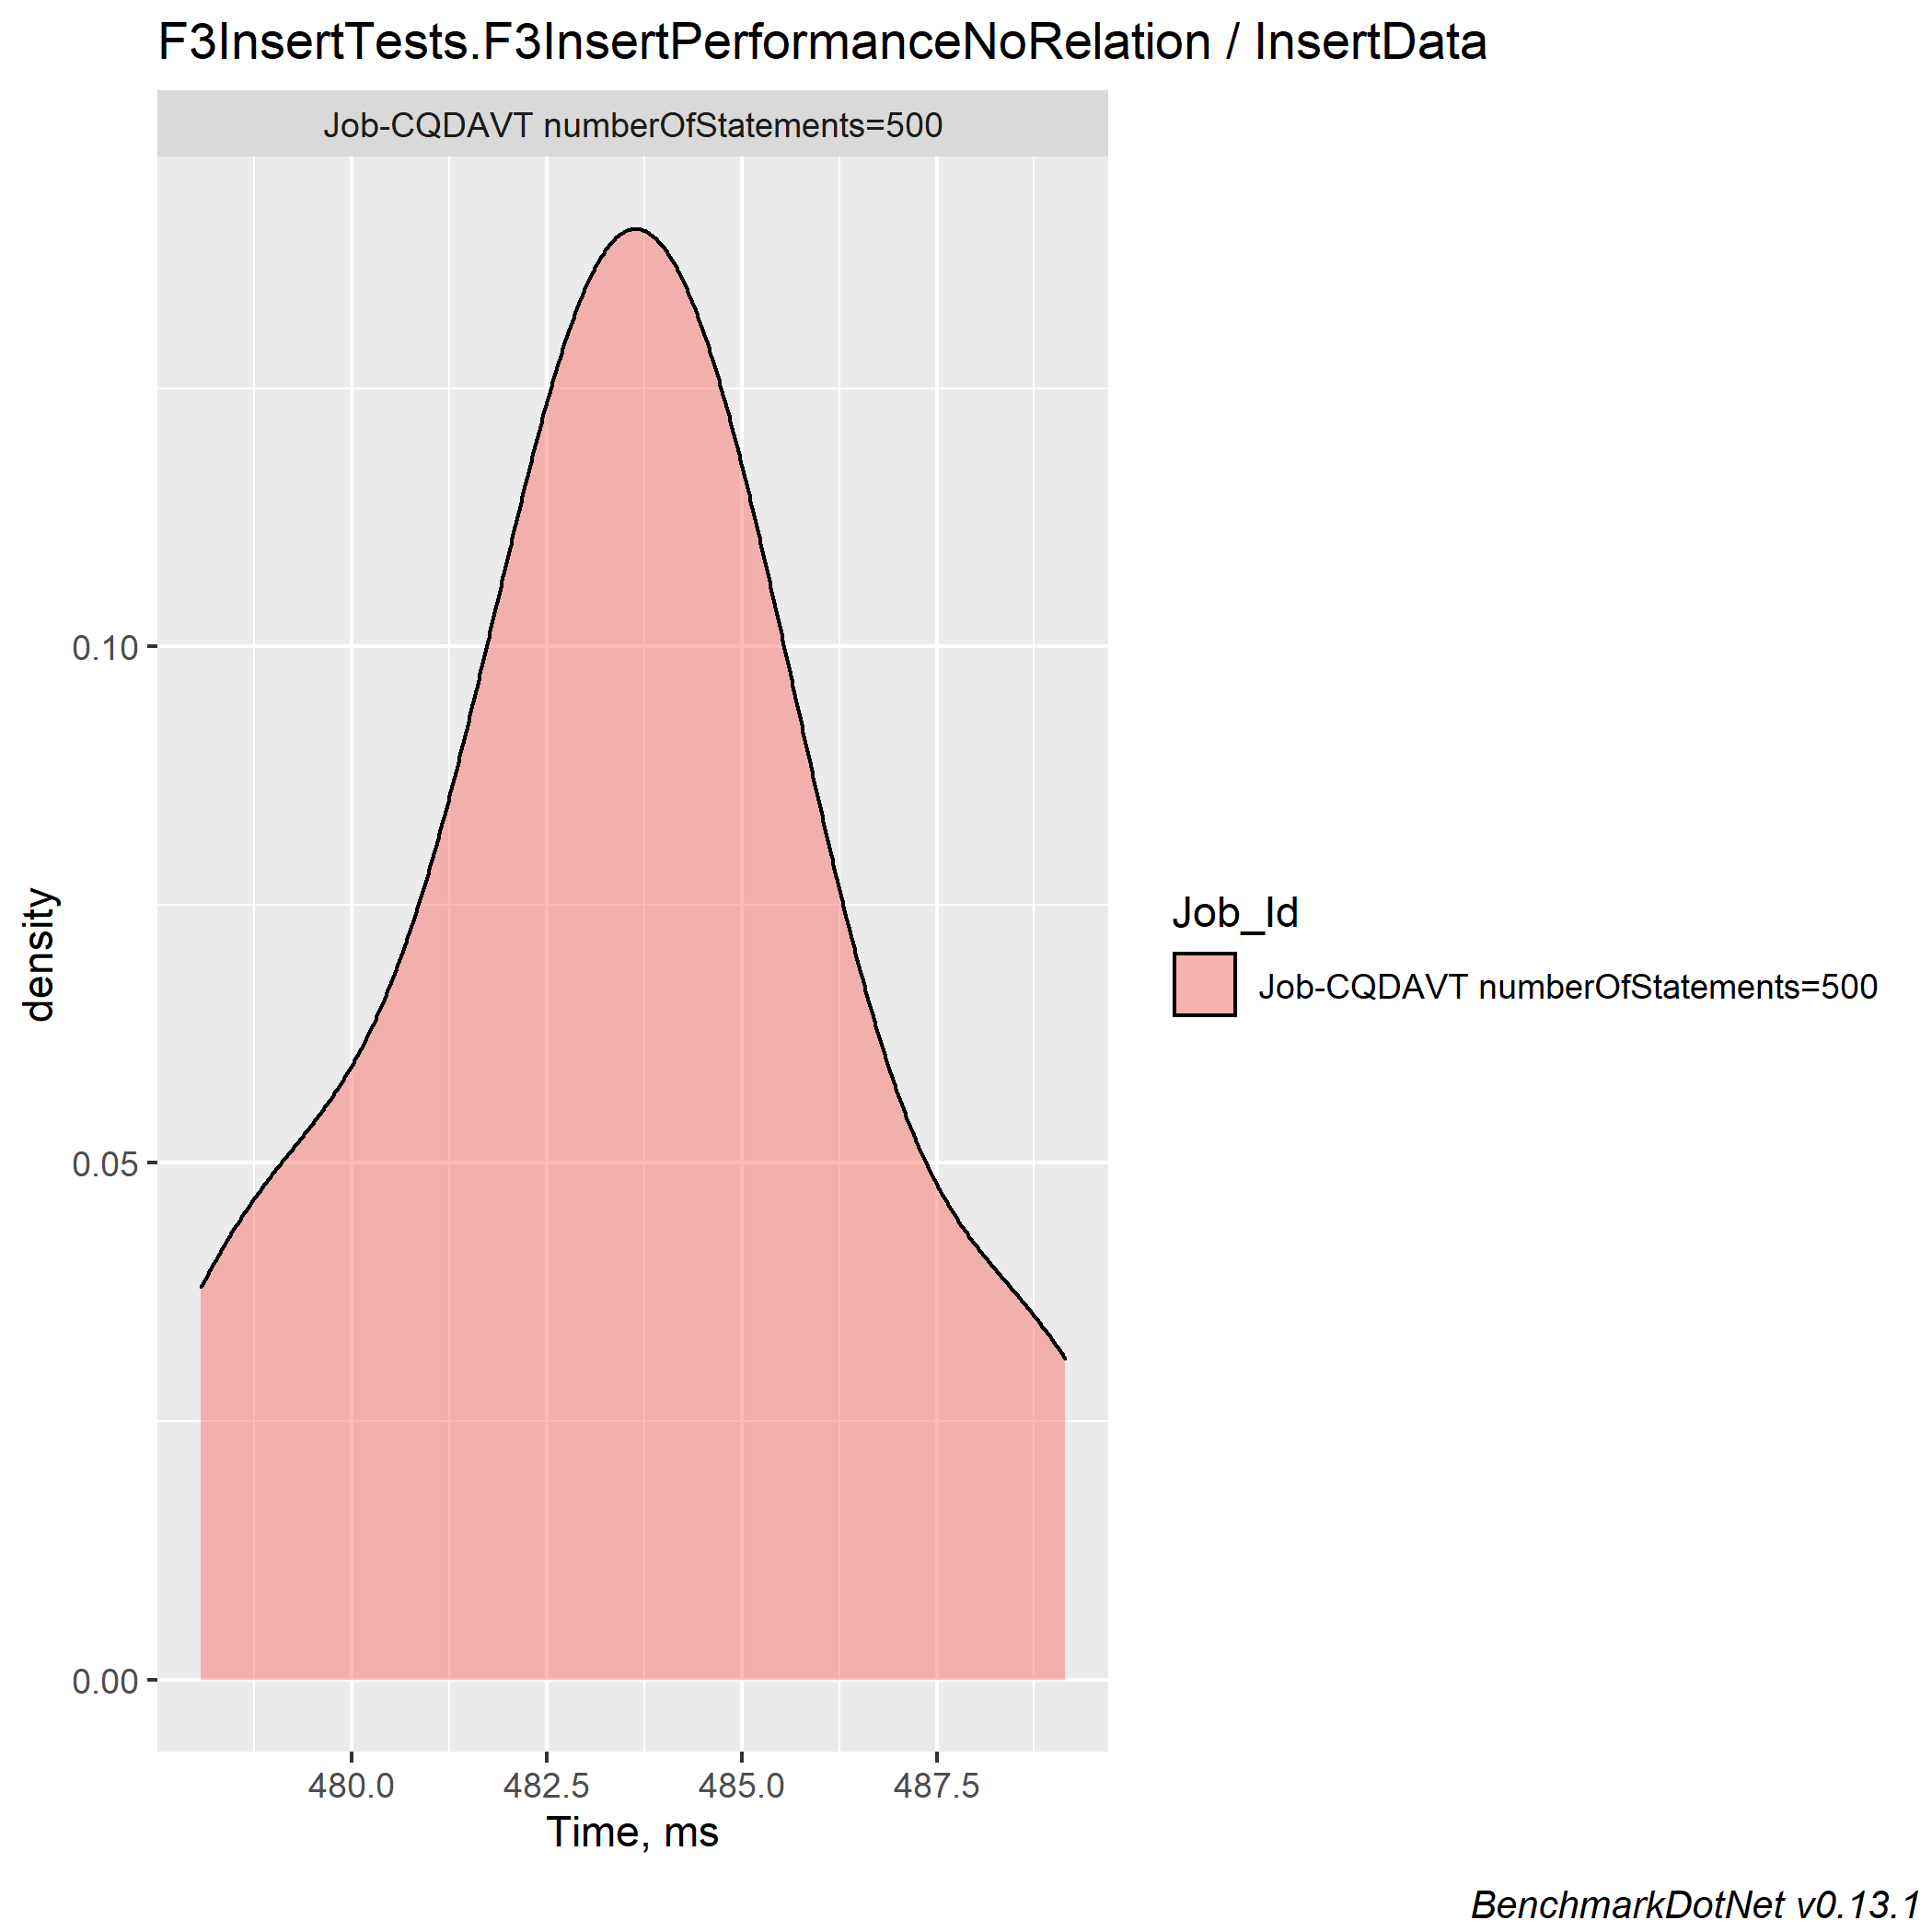 F3InsertTests.F3InsertPerformanceNoRelation / InsertData
Job-CQDAVT numberOfStatements=500
0.10
0.05
0.00
density
480.0 482.5 485.0 487.5
Time, ms
Job_Id
Job-CQDAVT numberOfStatements=500
BenchmarkDotNet v0.13.1